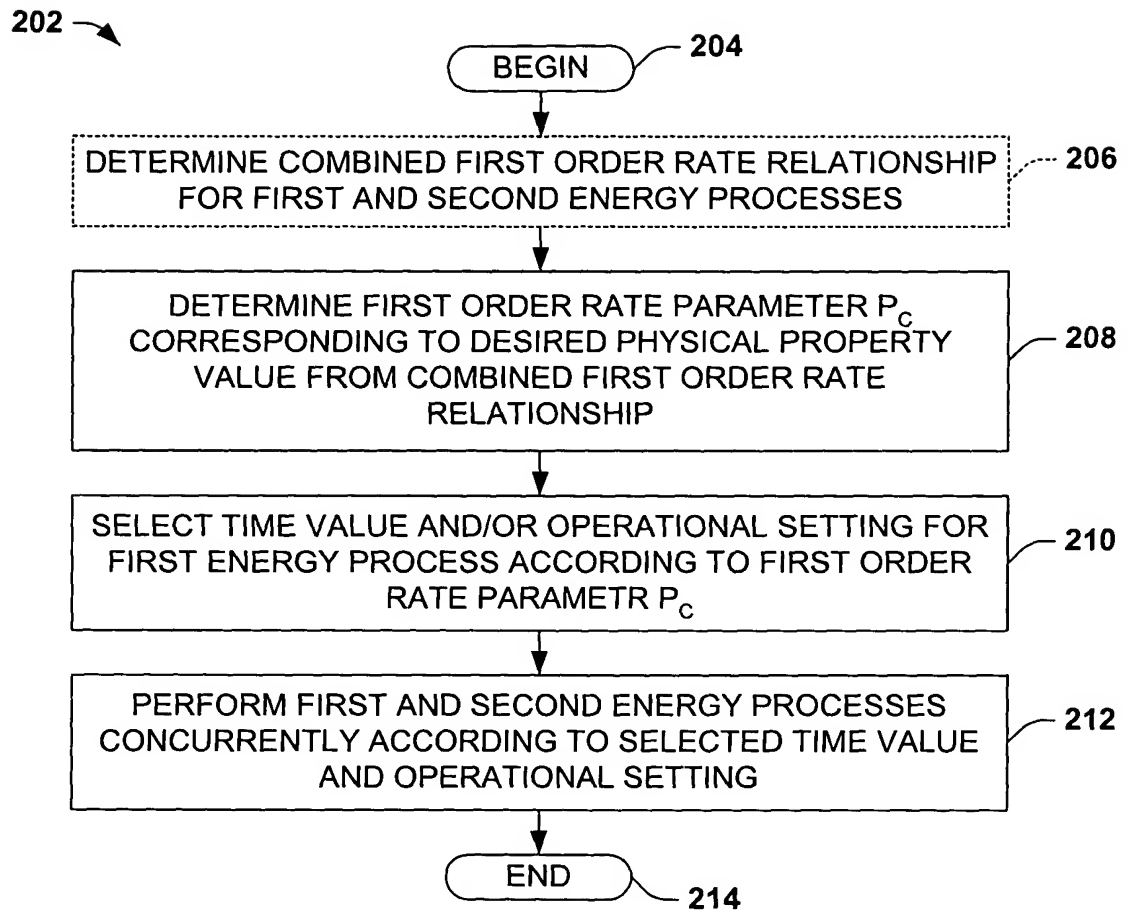 202
BEGIN
204
DETERMINE COMBINED FIRST ORDER RATE RELATIONSHIP
FOR FIRST AND SECOND ENERGY PROCESSES
206
DETERMINE FIRST ORDER RATE PARAMETER PC
CORRESPONDING TO DESIRED PHYSICAL PROPERTY
VALUE FROM COMBINED FIRST ORDER RATE
RELATIONSHIP
208
SELECT TIME VALUE AND/OR OPERATIONAL SETTING FOR
FIRST ENERGY PROCESS ACCORDING TO FIRST ORDER
RATE PARAMETR PC
210
PERFORM FIRST AND SECOND ENERGY PROCESSES
CONCURRENTLY ACCORDING TO SELECTED TIME VALUE
AND OPERATIONAL SETTING
212
END
214